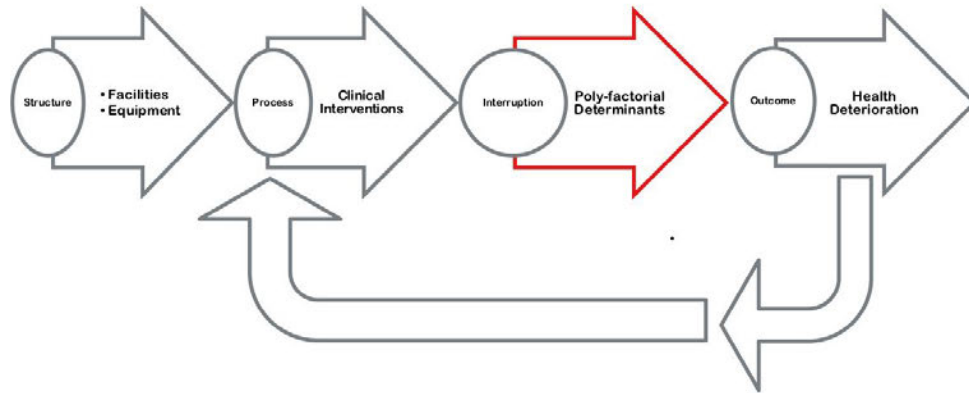 Structure
• Facilities
• Equipment
Process
Clinical
Interventions
Interruption
Poly-factorial
Determinants
Outcome
Health
Deterioration